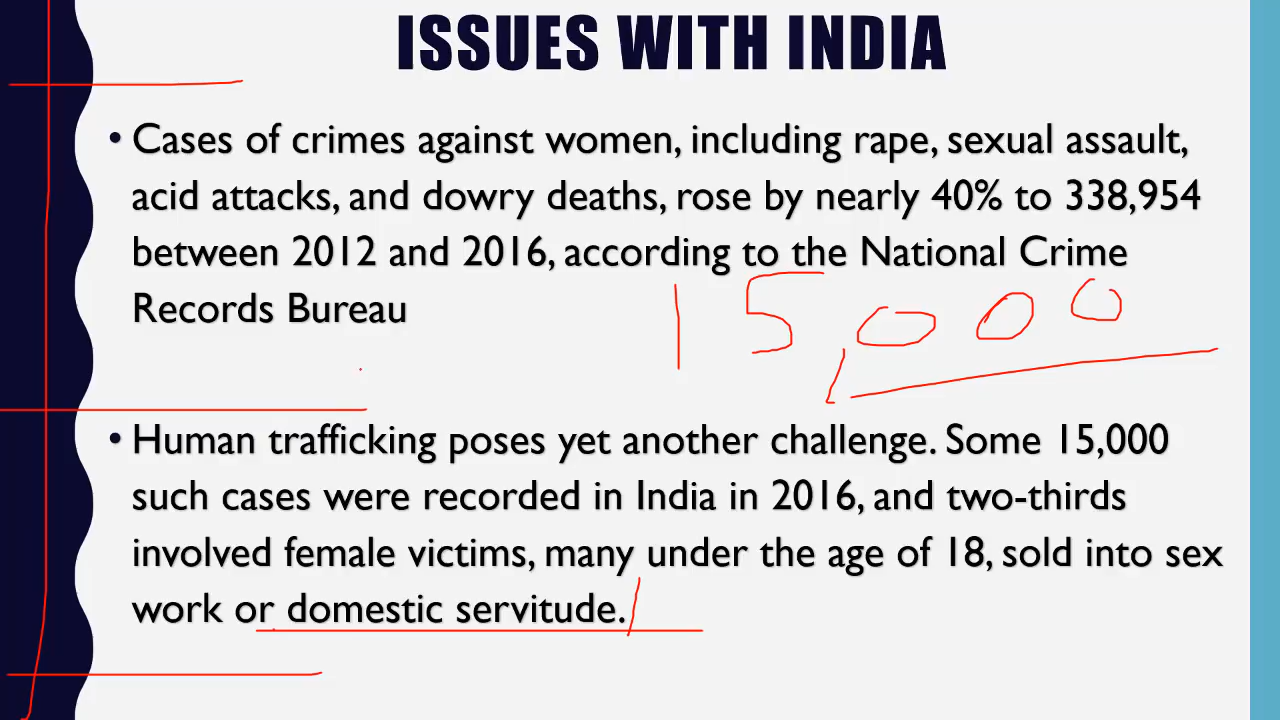 ISSUES WITH INDIA
• Cases of crimes against women, including rape, sexual assault,
acid attacks, and dowry deaths, rose by nearly 40% to 338,954
between 2012 and 2016, according to the National Crime
Records Bureau
15,000
• Human trafficking poses yet another challenge. Some 15,000
such cases were recorded in India in 2016, and two-thirds
involved female victims, many under the age of 18, sold into sex
work or domestic servitude.